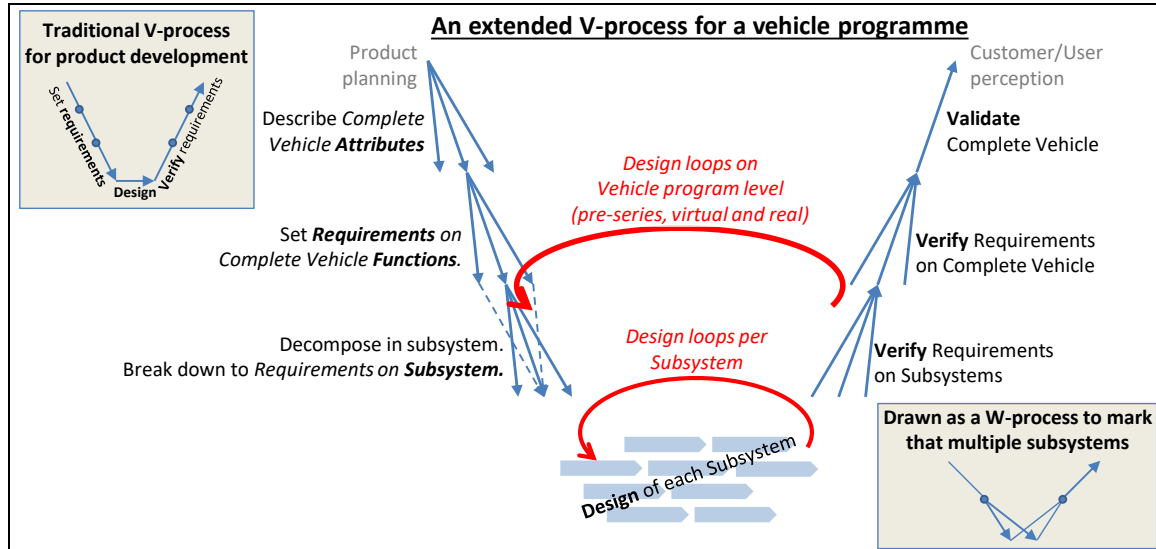 An extended V-process for a vehicle programme
Traditional V-process
for product development
Set requirements
Design
Verify requirements
Product
planning
Describe Complete
Vehicle Attributes
Set Requirements on
Complete Vehicle Functions.
Decompose in subsystem.
Break down to Requirements on Subsystem.
Design loops on
Vehicle program level
(pre-series, virtual and real)
Design loops per
Subsystem
Design of each Subsystem
Customer/User
perception
Validate
Complete Vehicle
Verify Requirements
on Complete Vehicle
Verify Requirements
on Subsystems
Drawn as a W-process to mark
that multiple subsystems